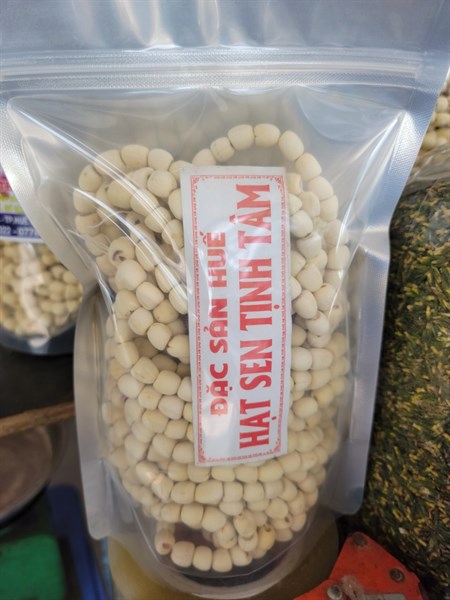 ĐẶC SẢN HUẾ
HẠT SEN TỊNH TÂM